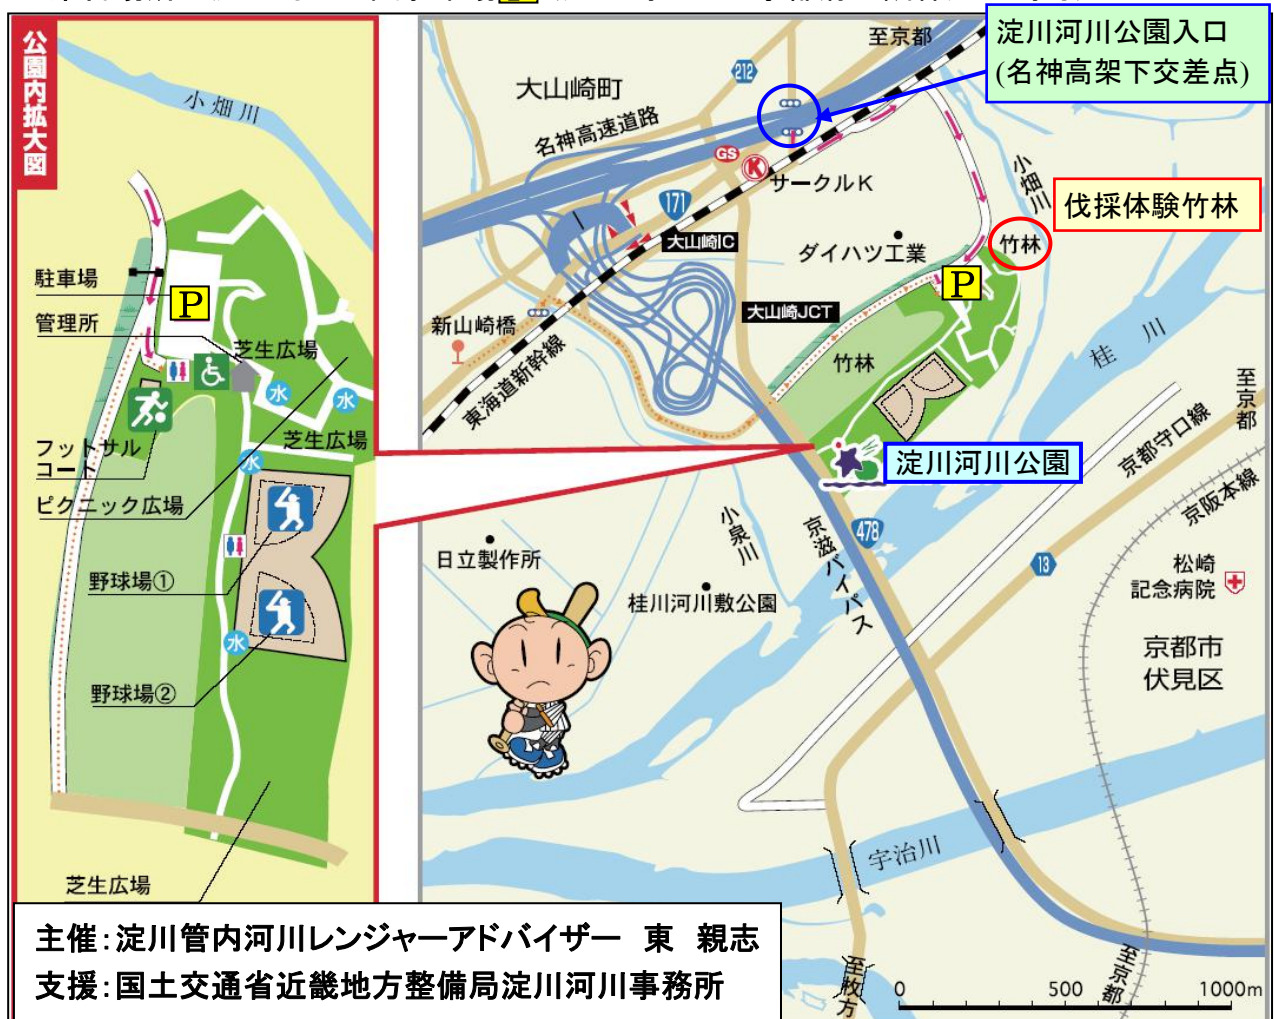 公園内拡大図
小畑川
駐車場
P
管理所
芝生広場
水
水
フットサル
コート
芝生広場
水
ピクニック広場
野球場①
水
野球場②
芝生広場
至京都
淀川河川公園入口
(名神高架下交差点)
212
大山崎町
名神高速道路
GS
K
サークルK
小畑川
171
伐採体験竹林
大山崎IC
竹林
ダイハツ工業
P
大山崎JCT
新山崎橋
東海道新幹線
竹林
桂川
至京都
京都守口線
淀川河川公園
京阪本線
小泉川
478
京滋バイパス
13
日立製作所
松崎
記念病院
桂川河川敷公園
京都市
伏見区
宇治川
至枚方
至京都
0 500 1000m
主催:淀川管内河川レンジャーアドバイザー 東 親志
支援:国土交通省近畿地方整備局淀川河川事務所